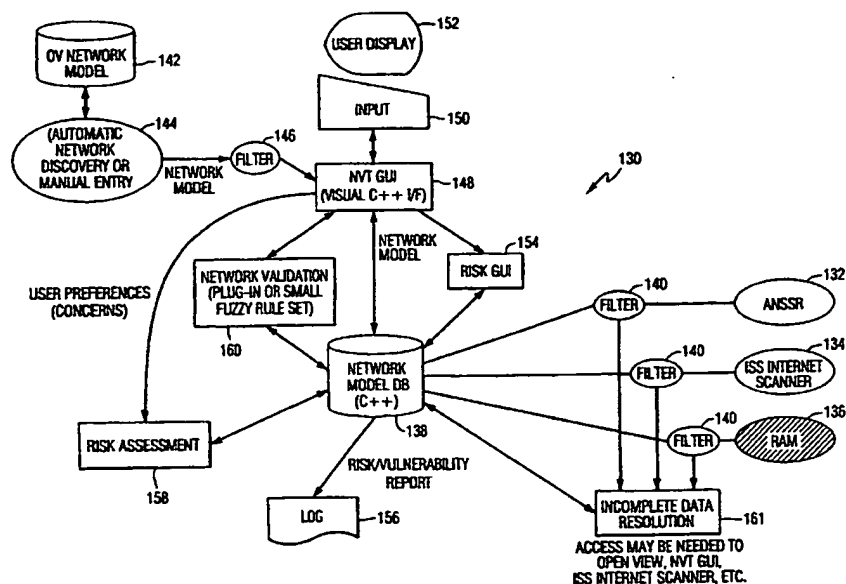 152
USER DISPLAY
OV NETWORK
MODEL
142
INPUT
150
144
(AUTOMATIC
NETWORK
DISCOVERY OR
MANUAL ENTRY
146
FILTER
NETWORK
MODEL
NVT GUI
(VISUAL C++ I/F)
148
130
NETWORK
MODEL
154
RISK GUI
NETWORK VALIDATION
(PLUG-IN OR SMALL
FUZZY RULE SET)
160
USER PREFERENCES
(CONCERNS)
140
FILTER
132
ANSSR
140
FILTER
134
ISS INTERNET
SCANNER
NETWORK
MODEL DB
(C++)
138
140
FILTER
136
RAM
RISK ASSESSMENT
158
RISK/VULNERABILITY
REPORT
LOG
156
INCOMPLETE DATA
RESOLUTION
161
ACCESS MAY BE NEEDED TO
OPEN VIEW, NVT GUI,
ISS INTERNET SCANNER, ETC.